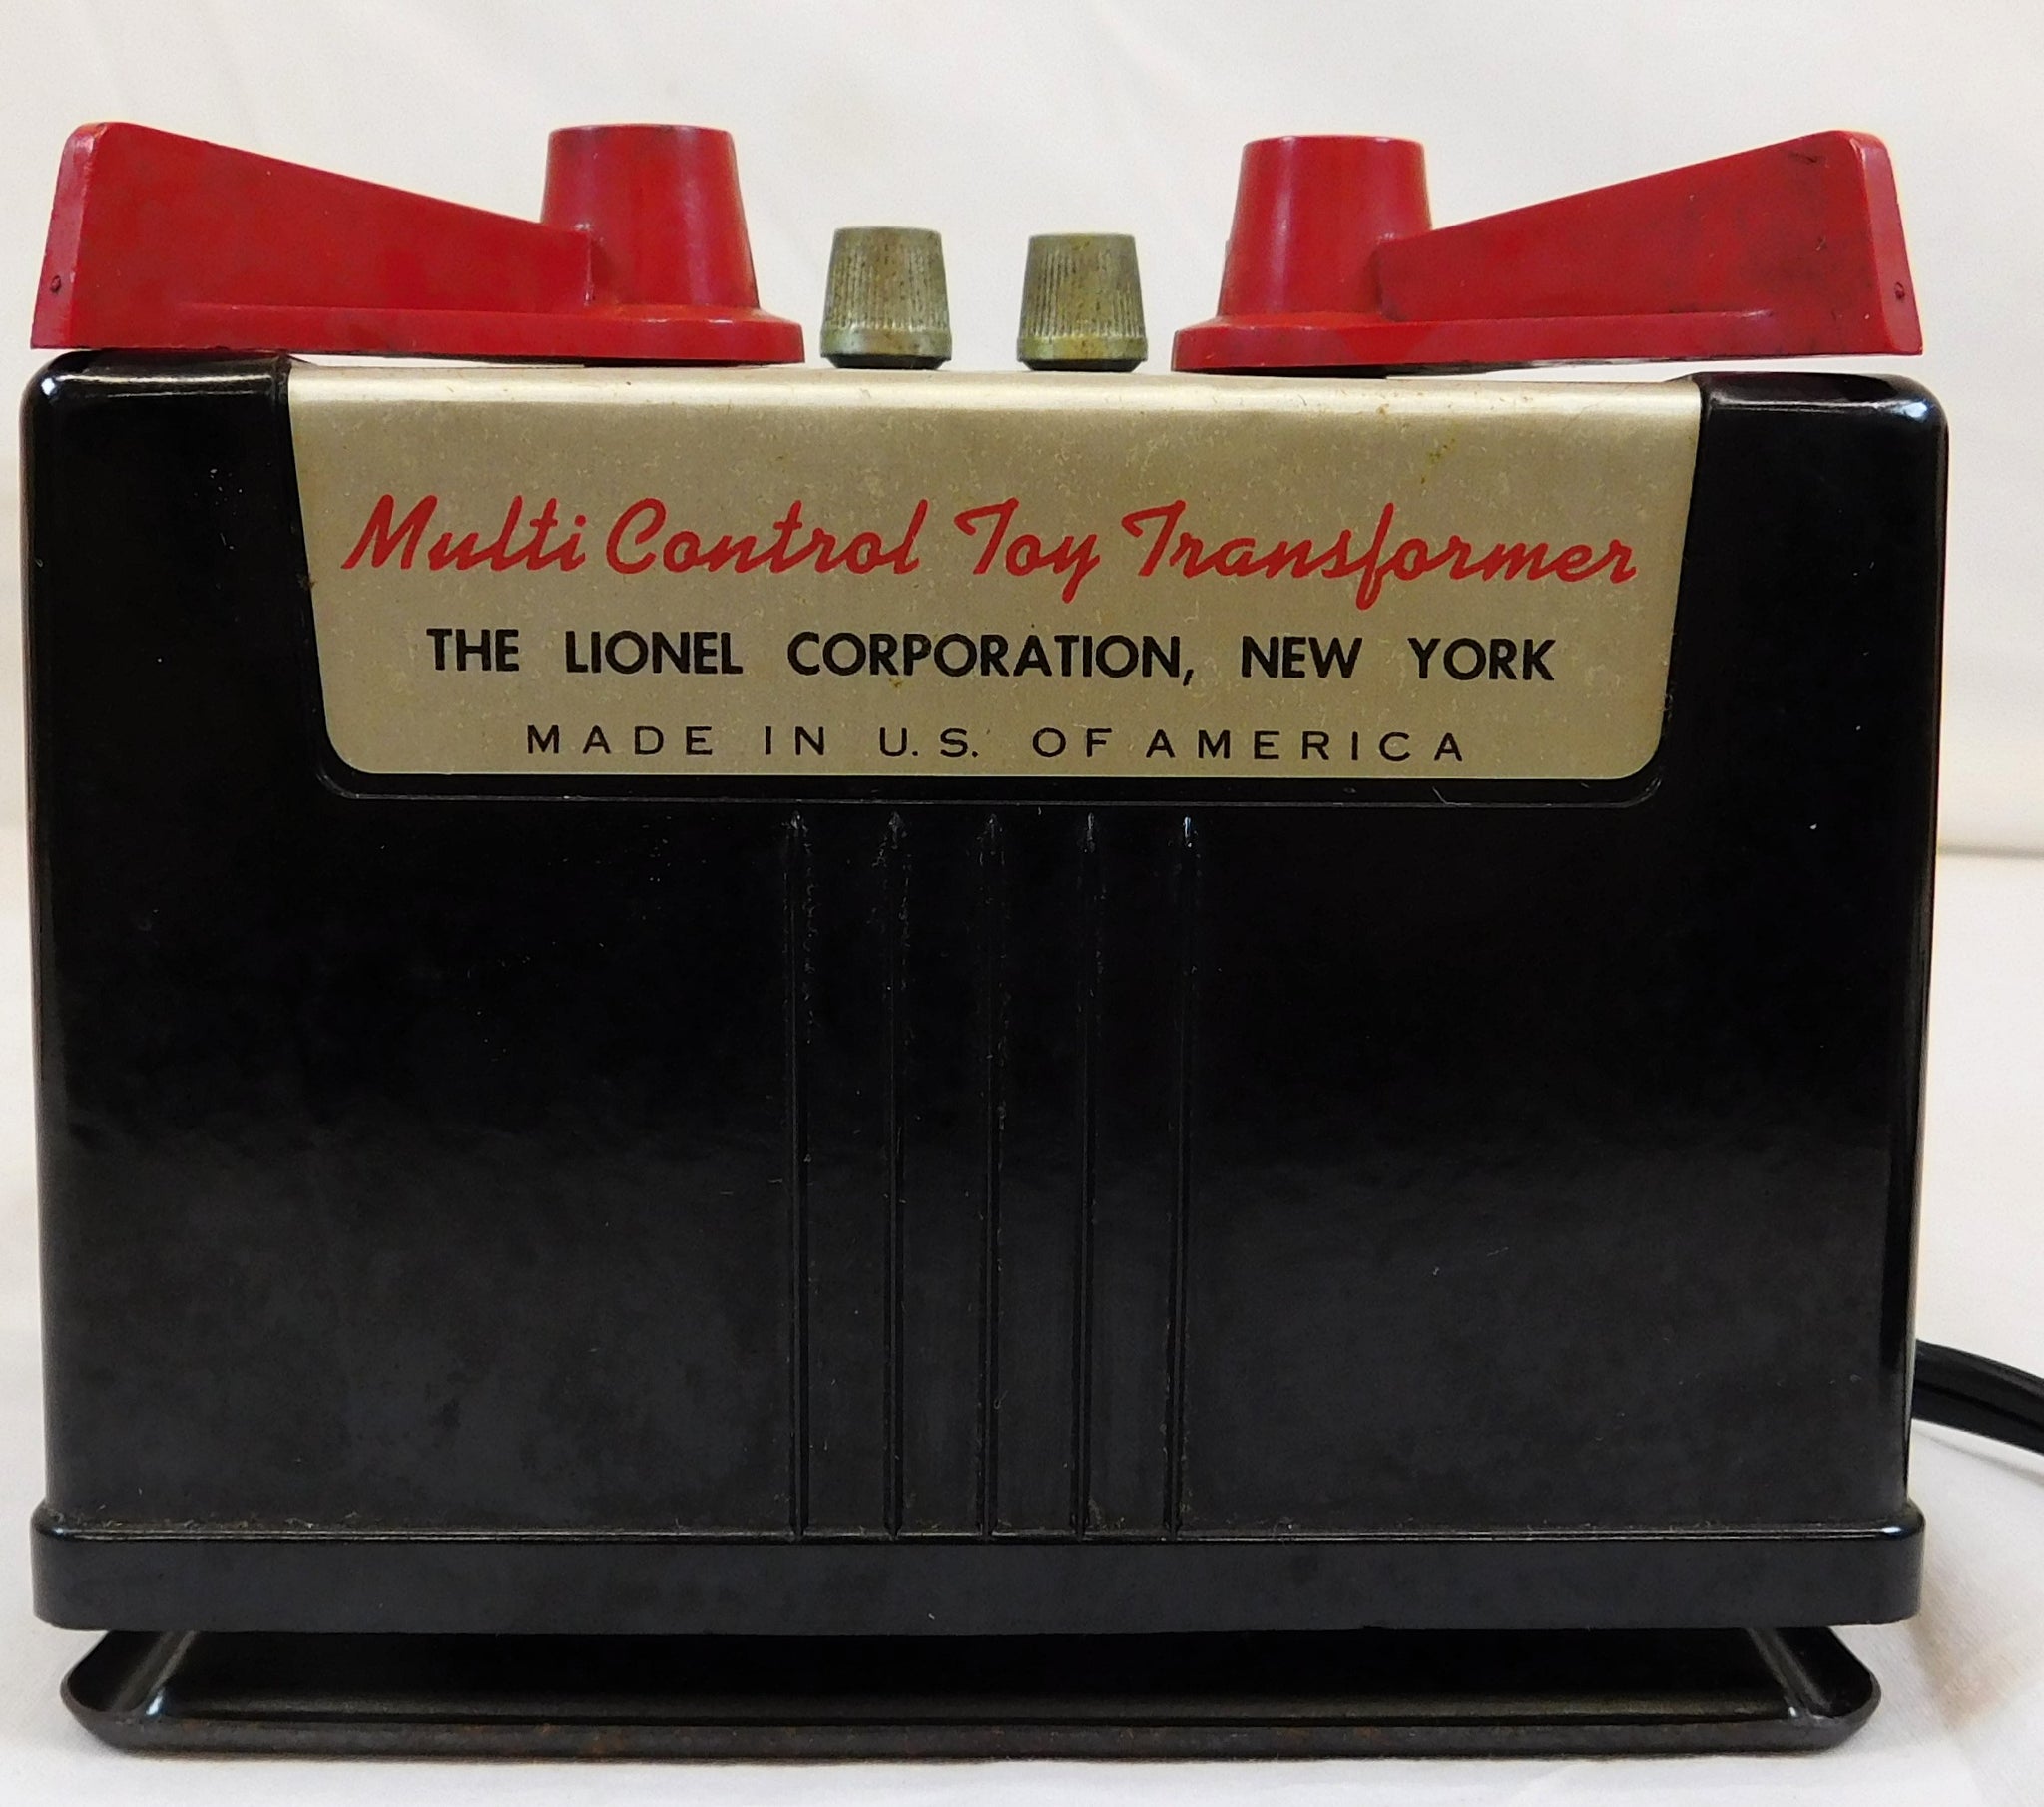 Multi Control Toy Transformer
THE LIONEL CORPORATION, NEW YORK
MADE IN U.S. OF AMERICA